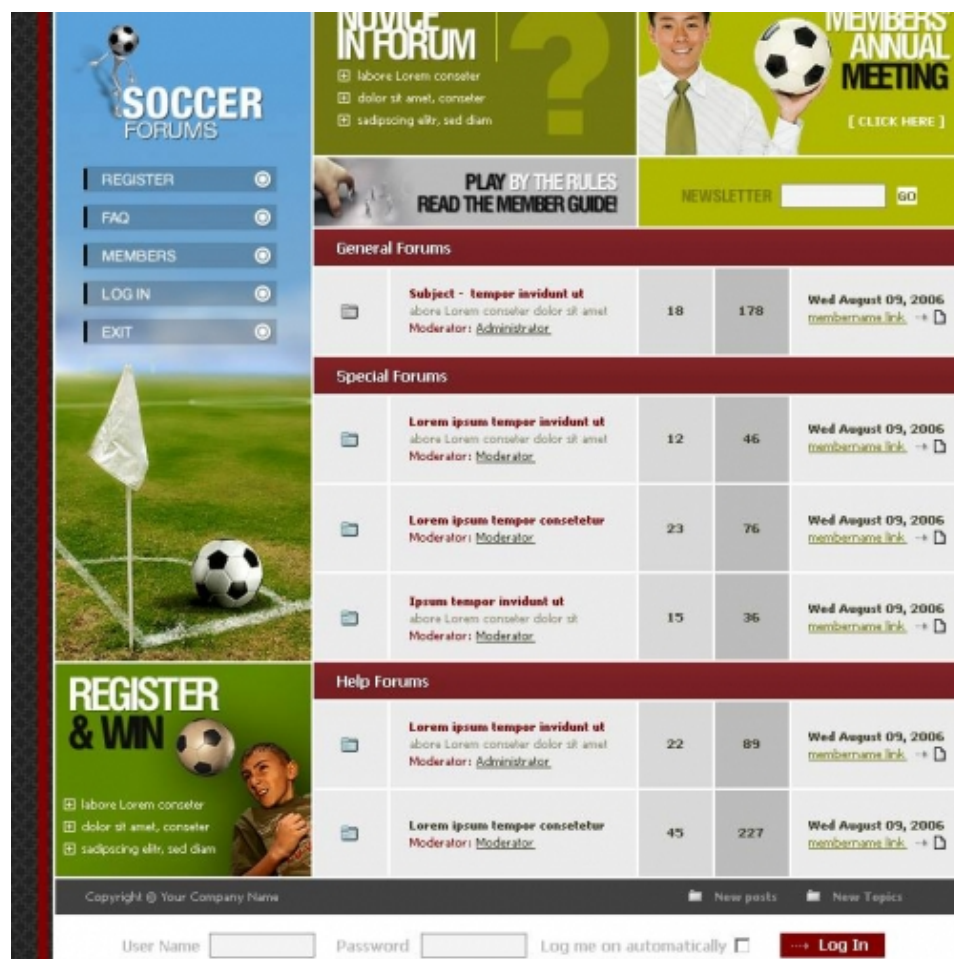 SOCCER
FORUMS
REGISTER
FAQ
MEMBERS
LOG IN
EXIT
NOVICE
IN FORUM
?
labore Lorem conseter
dolor sit amet, conseter
sadipscing elitr, sed diam
MEMBERS'
ANNUAL
MEETING
[ CLICK HERE ]
PLAY BY THE RULES
READ THE MEMBER GUIDE!
NEWSLETTER GO
General Forums
Subject - tempor invidunt ut
abore Lorem conseter dolor sit amet
Moderator: Administrator
18 178
Wed August 09, 2006
membername link
Special Forums
Lorem ipsum tempor invidunt ut
abore Lorem conseter dolor sit amet
Moderator: Moderator
12 46
Wed August 09, 2006
membername link
Lorem ipsum tempor consetetur
Moderator: Moderator
23 76
Wed August 09, 2006
membername link
Ipsum tempor invidunt ut
abore Lorem conseter dolor sit
Moderator: Moderator
15 36
Wed August 09, 2006
membername link
REGISTER
& WIN
labore Lorem conseter
dolor sit amet, conseter
sadipscing elitr, sed diam
Help Forums
Lorem ipsum tempor invidunt ut
abore Lorem conseter dolor sit amet
Moderator: Administrator
22 89
Wed August 09, 2006
membername link
Lorem ipsum tempor consetetur
Moderator: Moderator
45 227
Wed August 09, 2006
membername link
Copyright @ Your Company Name New posts New Topics
User Name Password Log me on automatically Log In